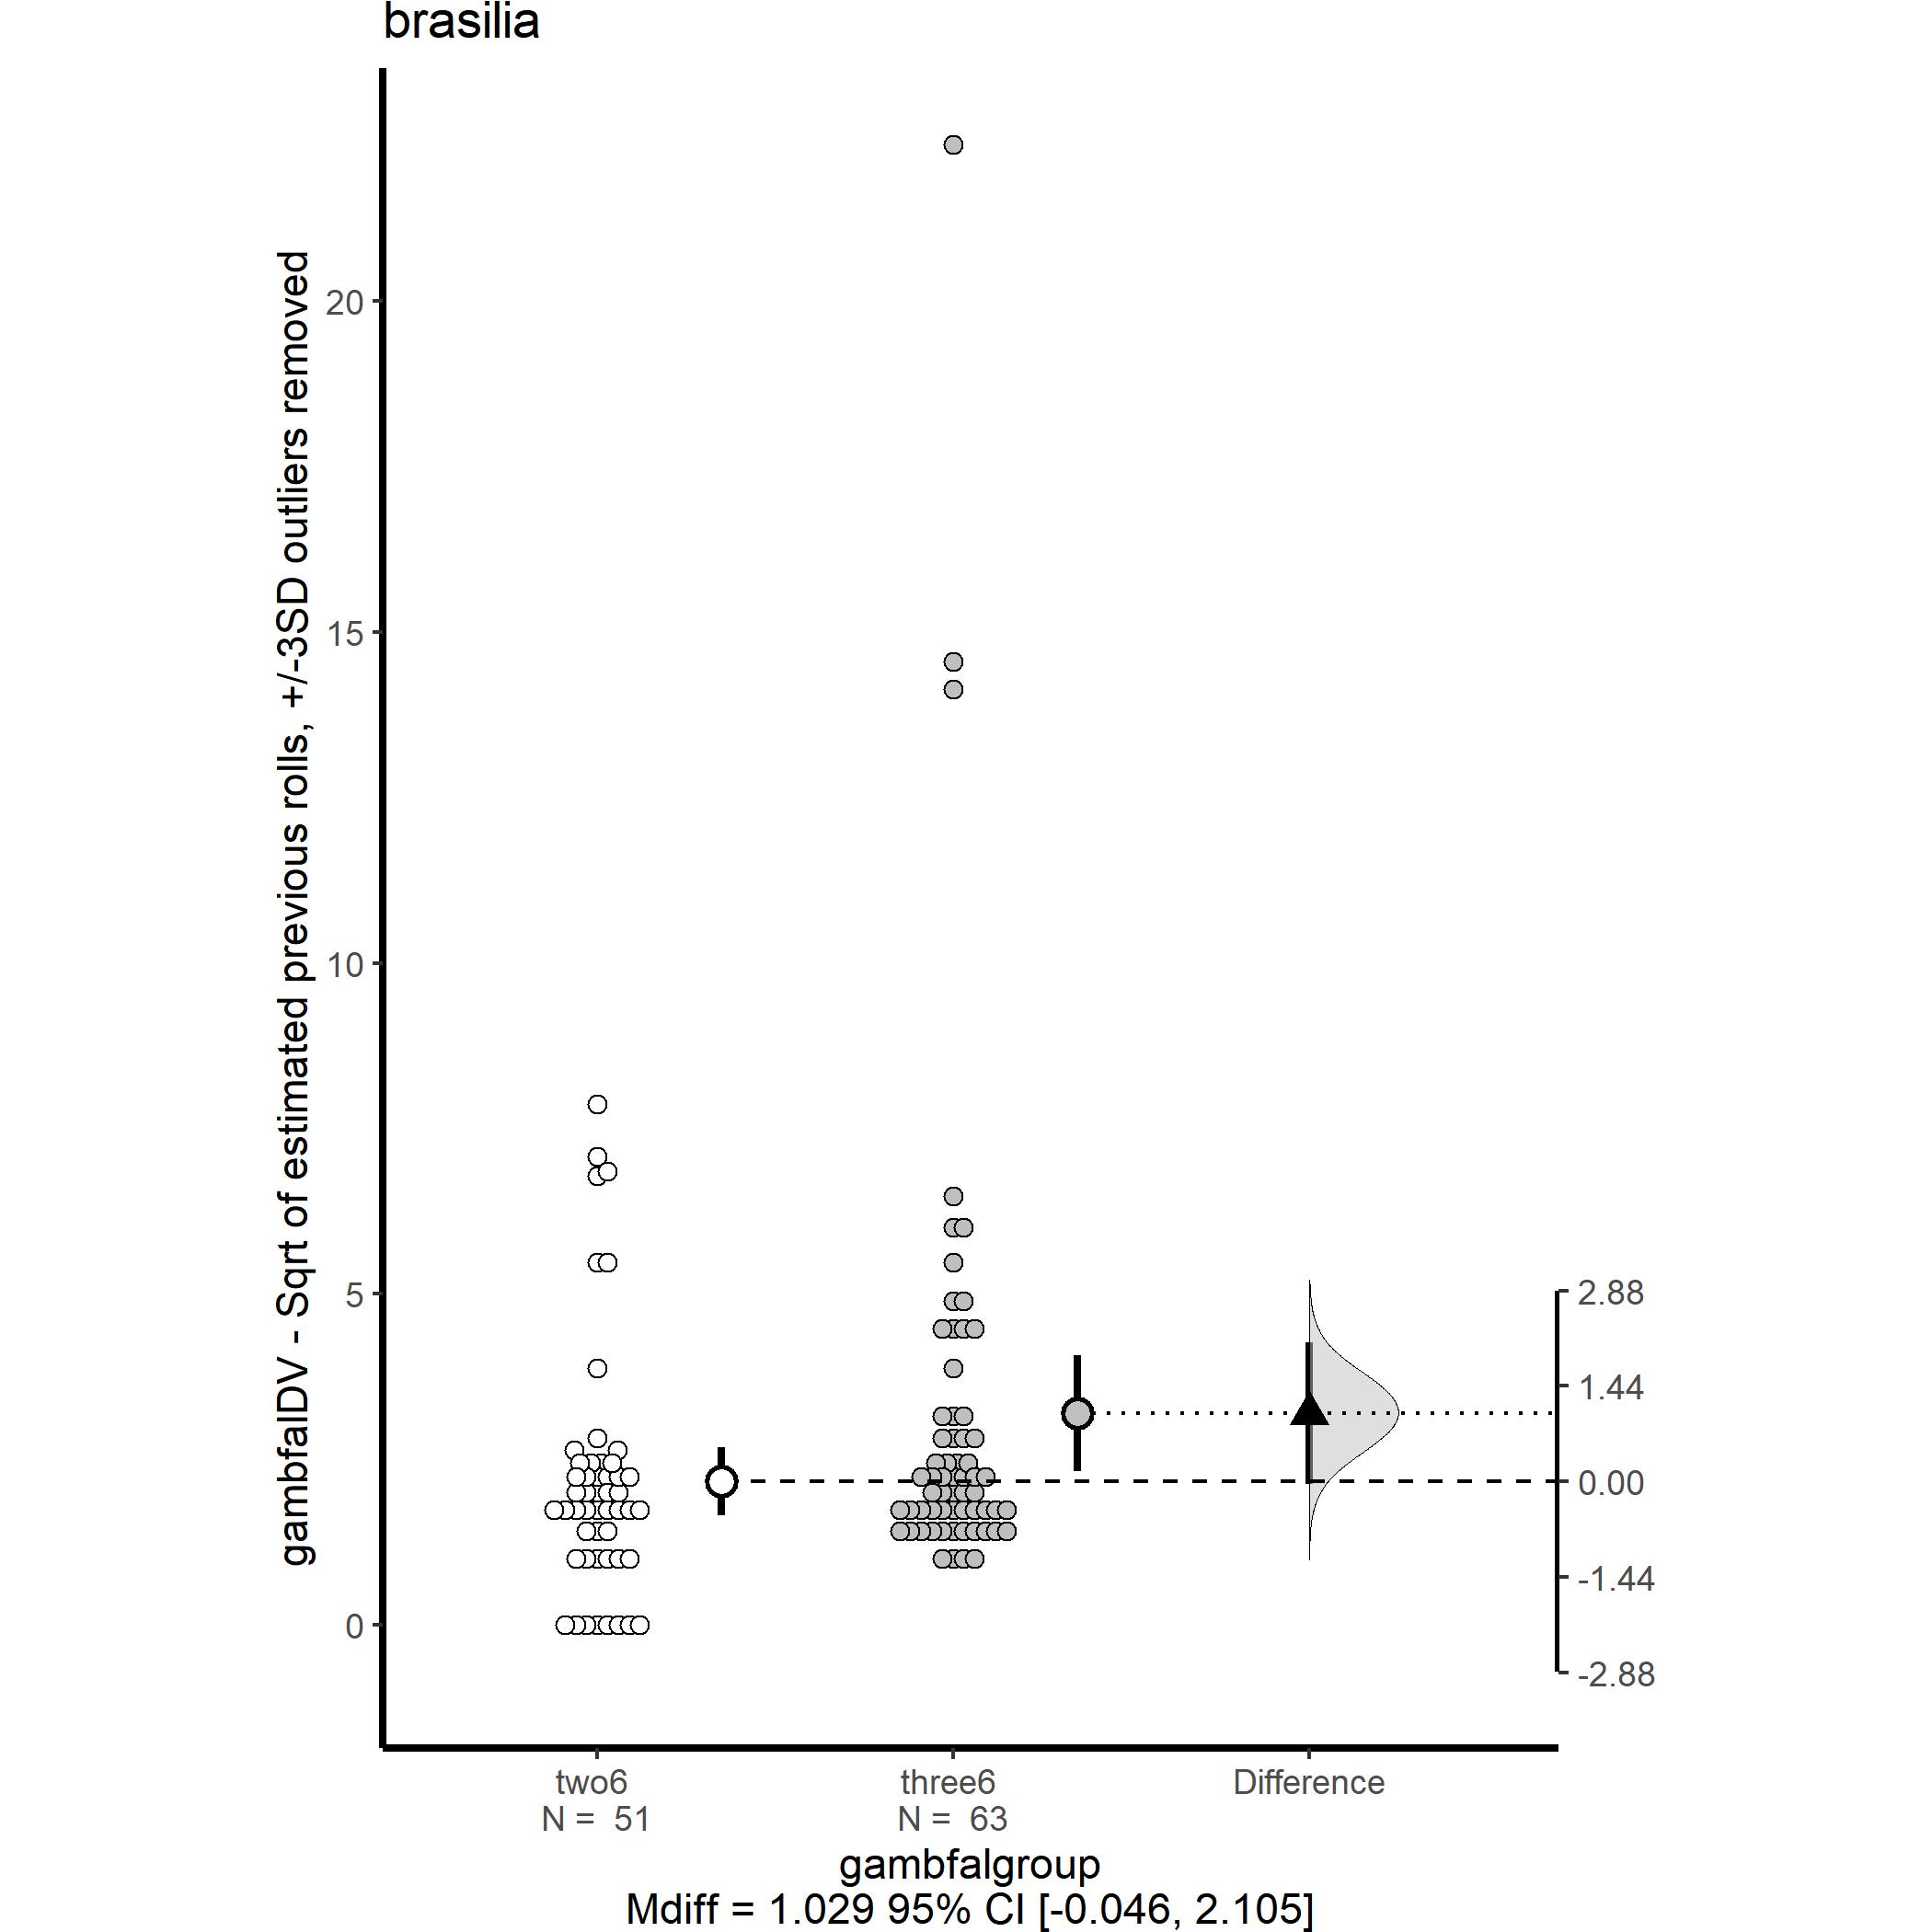 brasilia
gambfalDV - Sqrt of estimated previous rolls, +/-3SD outliers removed
20
15
10
5
0
2.88
1.44
0.00
-1.44
-2.88
two6
N =  51
three6
N =  63
Difference
gambfalgroup
Mdiff = 1.029 95% CI [-0.046, 2.105]